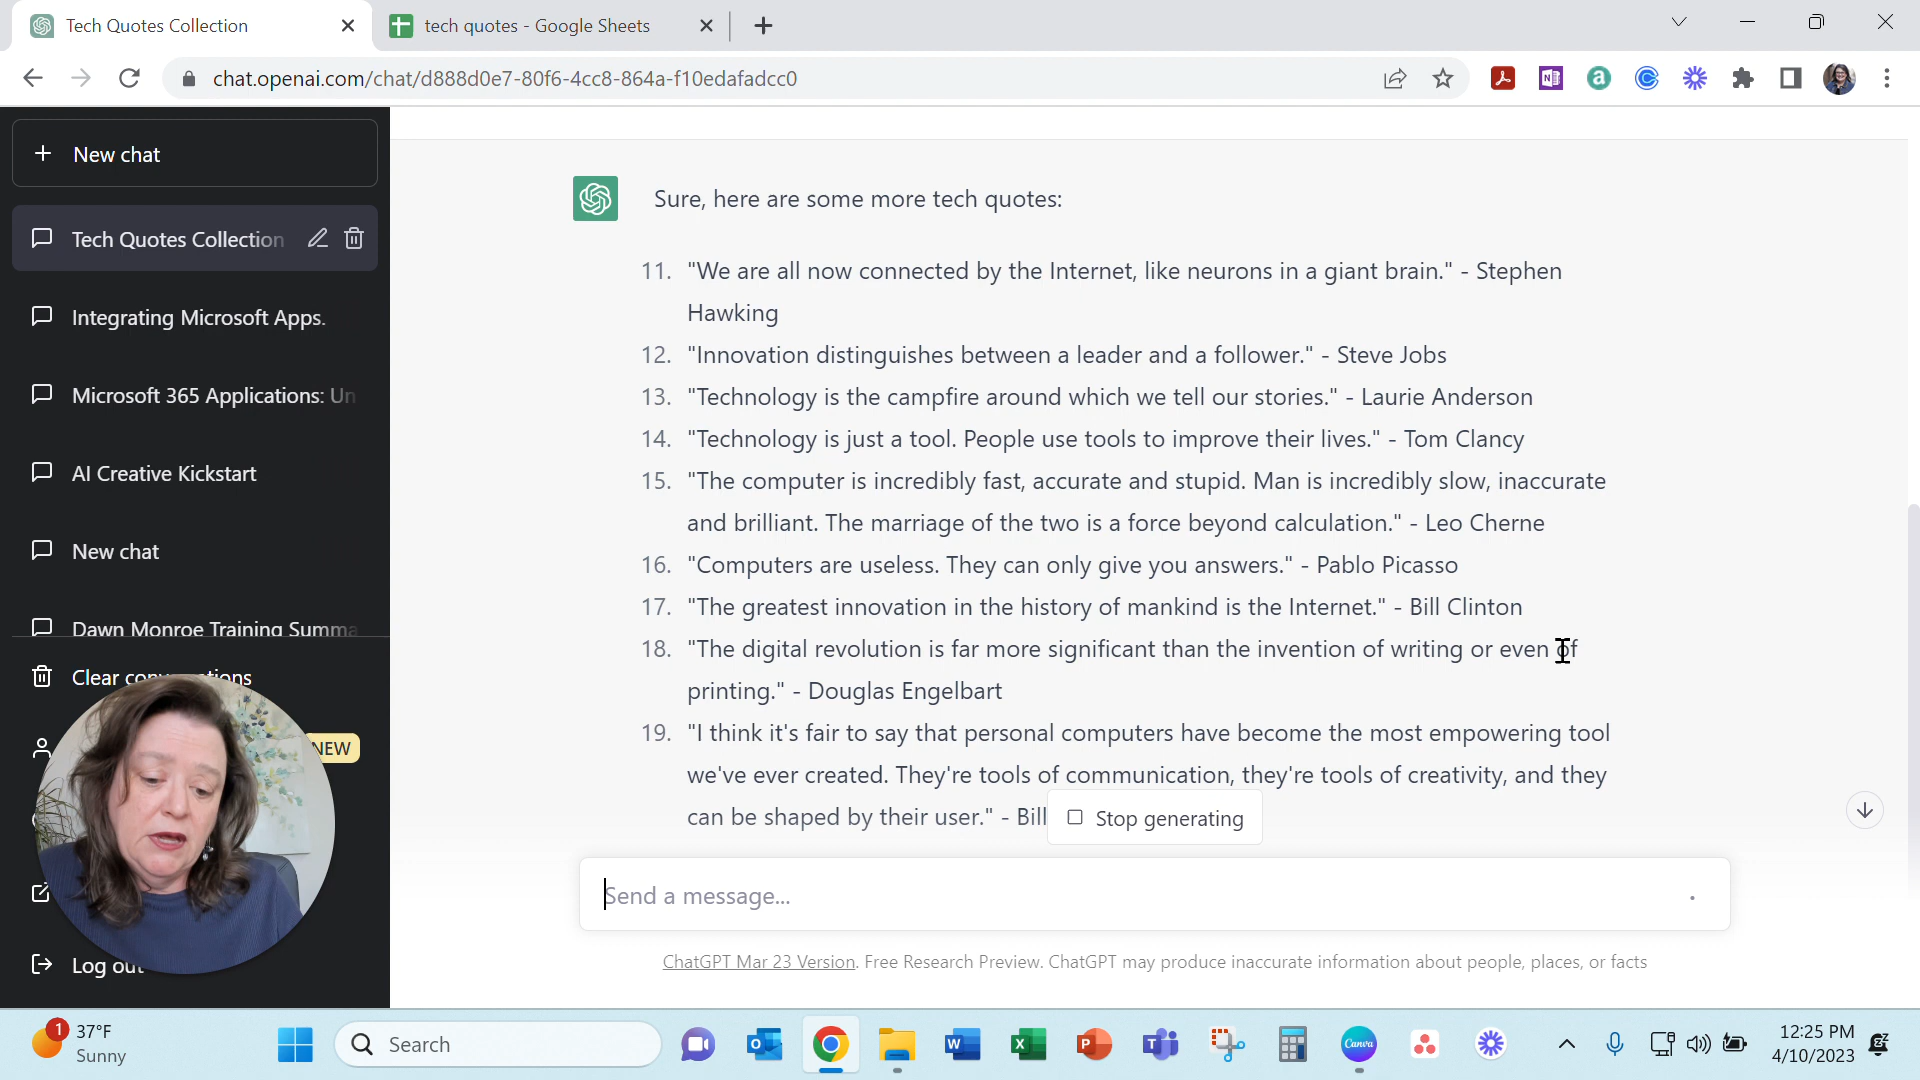 Tech Quotes Collection
tech quotes - Google Sheets
chat.openai.com/chat/d888d0e7-80f6-4cc8-864a-f10edafadcc0
New chat
Tech Quotes Collection
Integrating Microsoft Apps.
Microsoft 365 Applications: Un
AI Creative Kickstart
New chat
Dawn Monroe Training Summa
NEW
Log out
Sure, here are some more tech quotes:
11. "We are all now connected by the Internet, like neurons in a giant brain." - Stephen
Hawking
12. "Innovation distinguishes between a leader and a follower." - Steve Jobs
13. "Technology is the campfire around which we tell our stories." - Laurie Anderson
14. "Technology is just a tool. People use tools to improve their lives." - Tom Clancy
15. "The computer is incredibly fast, accurate and stupid. Man is incredibly slow, inaccurate
and brilliant. The marriage of the two is a force beyond calculation." - Leo Cherne
16. "Computers are useless. They can only give you answers." - Pablo Picasso
17. "The greatest innovation in the history of mankind is the Internet." - Bill Clinton
18. "The digital revolution is far more significant than the invention of writing or even of
printing." - Douglas Engelbart
19. "I think it's fair to say that personal computers have become the most empowering tool
we've ever created. They're tools of communication, they're tools of creativity, and they
can be shaped by their user." - Bill
Stop generating
Send a message...
ChatGPT Mar 23 Version. Free Research Preview. ChatGPT may produce inaccurate information about people, places, or facts
1
37°F
Sunny
Search
Canva
12:25 PM
4/10/2023